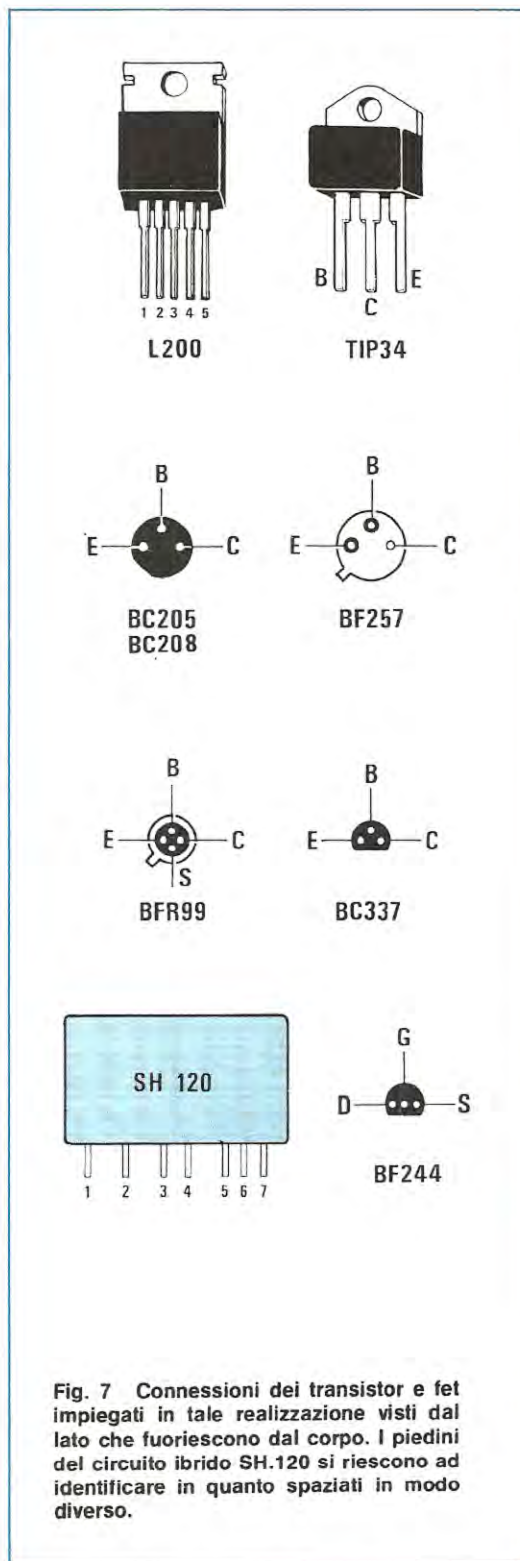 1 2 3 4 5
L200
B
C
E
TIP34
B
E
C
BC205
BC208
B
E
C
BF257
B
E
C
S
BFR99
B
E
C
BC337
SH 120
1 2 3 4 5 6 7
G
D
S
BF244
Fig. 7 Connessioni dei transistor e fet
impiegati in tale realizzazione visti dal
lato che fuoriescono dal corpo. I piedini
del circuito ibrido SH.120 si riescono ad
identificare in quanto spaziati in modo
diverso.